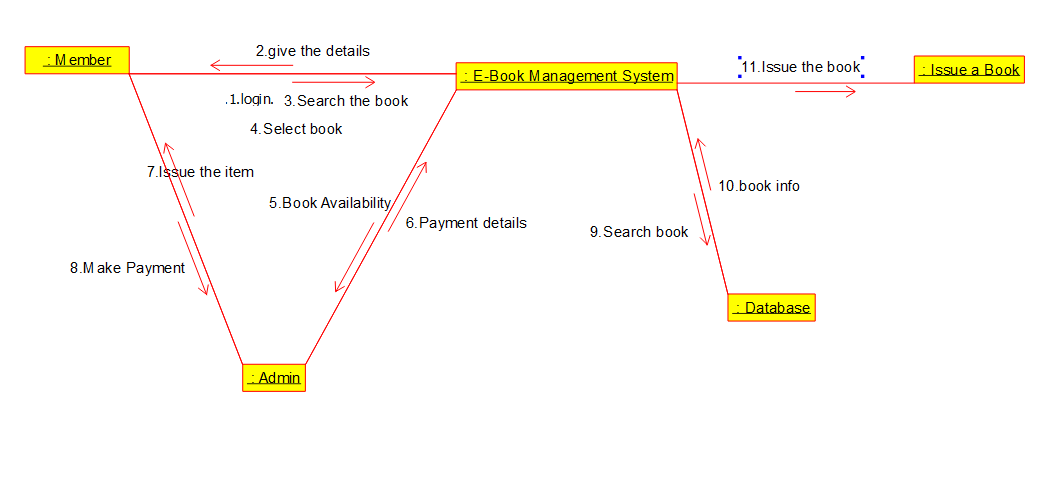 2.give the details
: Member
: E-Book Management System
11.Issue the book
: Issue a Book
.1.login.
3.Search the book
4.Select book
7.Issue the item
5.Book Availability
6.Payment details
10.book info
9.Search book
8.Make Payment
: Database
: Admin